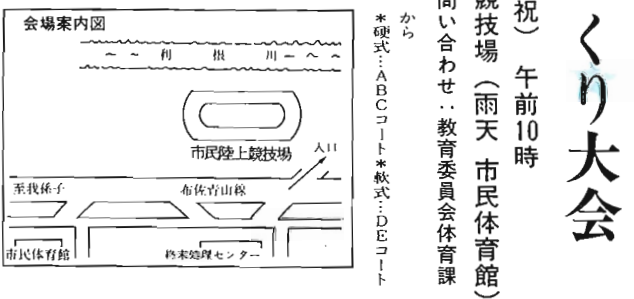 くり大会
祝） 午前10時
競技場（雨天 市民体育館）
問い合わせ‥教育委員会体育課
から
＊硬式…ABCコート＊軟式…DEコート
会場案内図
利根川
市民陸上競技場
入口
至我孫子
布佐青山線
市民体育館
終末処理センター